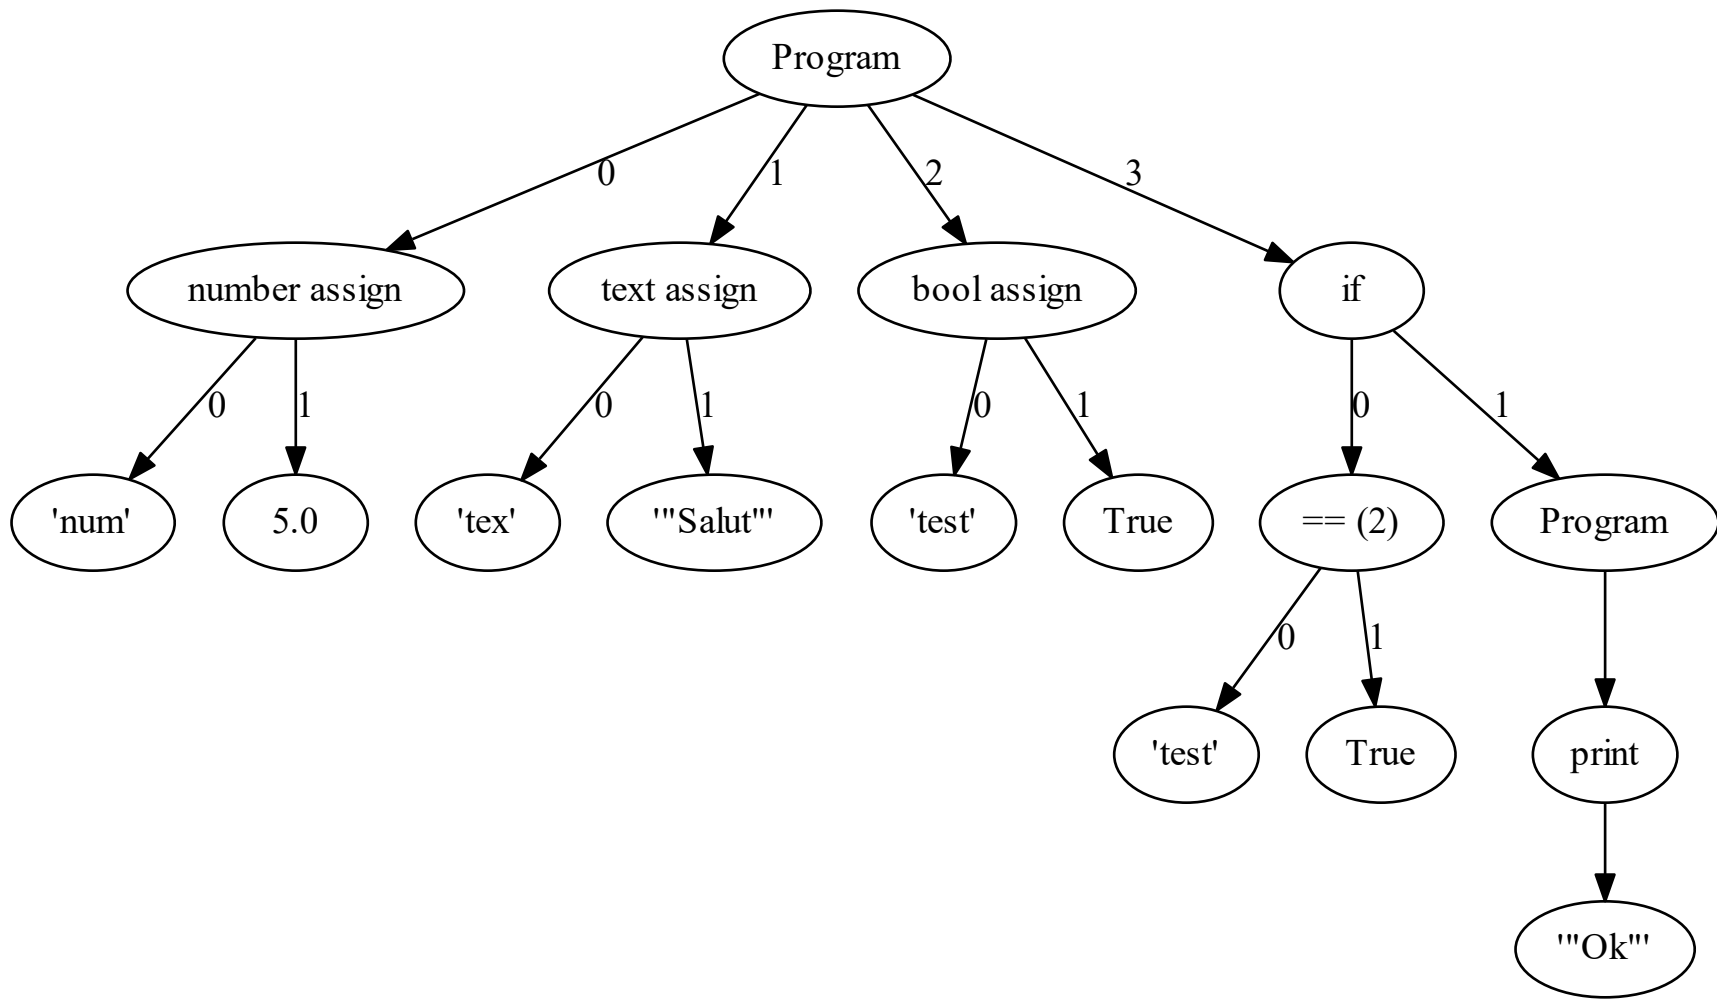 Program
0 1 2 3
number assign text assign bool assign if
0 1 0 1 0 1 0 1
'num' 5.0 'tex' '"Salut"' 'test' True == (2) Program
0 1
'test' True print
'"Ok"'